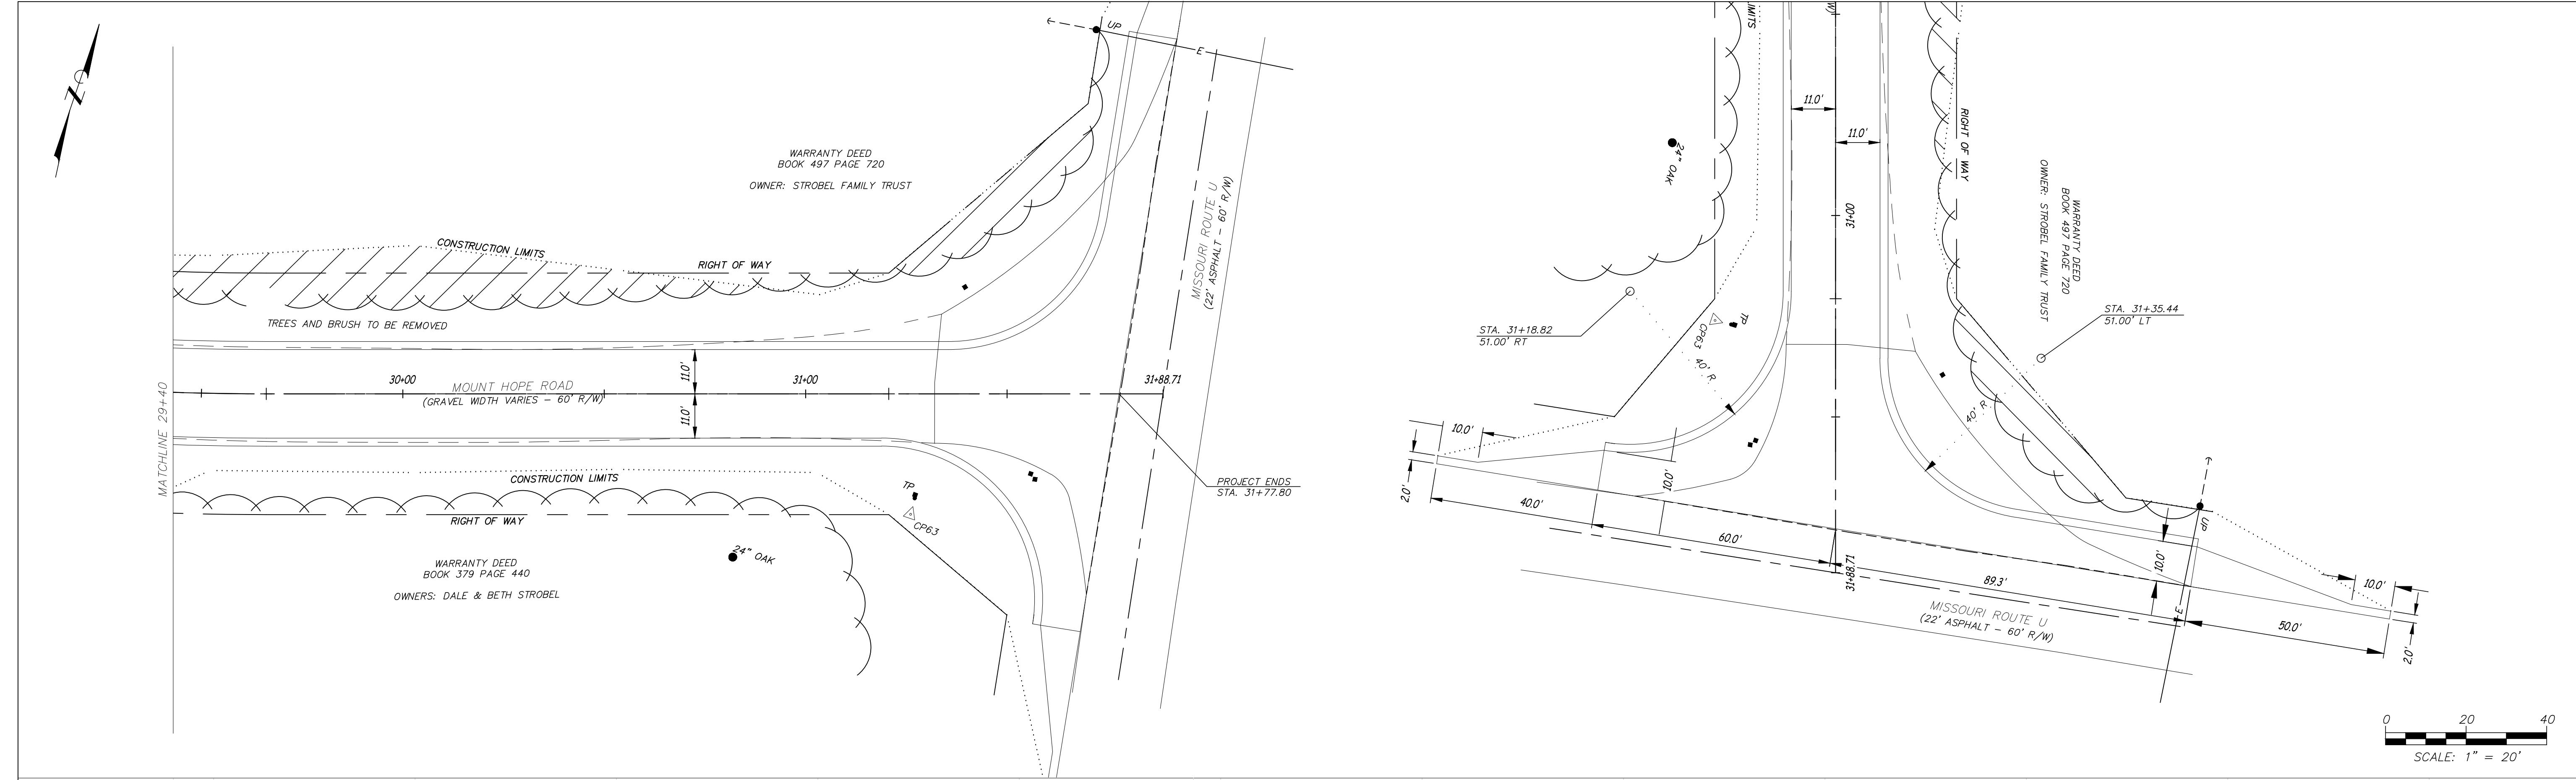 N
UP
E
WARRANTY DEED
BOOK 497 PAGE 720
OWNER: STROBEL FAMILY TRUST
MISSOURI ROUTE U
(22' ASPHALT - 60' R/W)
CONSTRUCTION LIMITS
RIGHT OF WAY
TREES AND BRUSH TO BE REMOVED
MATCHLINE 29+40
30+00
31+00
31+88.71
11.0'
11.0'
MOUNT HOPE ROAD
(GRAVEL WIDTH VARIES - 60' R/W)
CONSTRUCTION LIMITS
RIGHT OF WAY
TP
CP63
PROJECT ENDS
STA. 31+77.80
24" OAK
WARRANTY DEED
BOOK 379 PAGE 440
OWNERS: DALE & BETH STROBEL
LIMITS
W)
11.0'
11.0'
24" OAK
31+00
RIGHT OF WAY
WARRANTY DEED
BOOK 497 PAGE 720
OWNER: STROBEL FAMILY TRUST
STA. 31+18.82
51.00' RT
STA. 31+35.44
51.00' LT
TP
CP63
40' R
40' R
10.0'
2.0'
40.0'
10.0'
60.0'
31+88.71
89.3'
10.0'
UP
E
10.0'
50.0'
2.0'
MISSOURI ROUTE U
(22' ASPHALT - 60' R/W)
0 20 40
SCALE: 1" = 20'